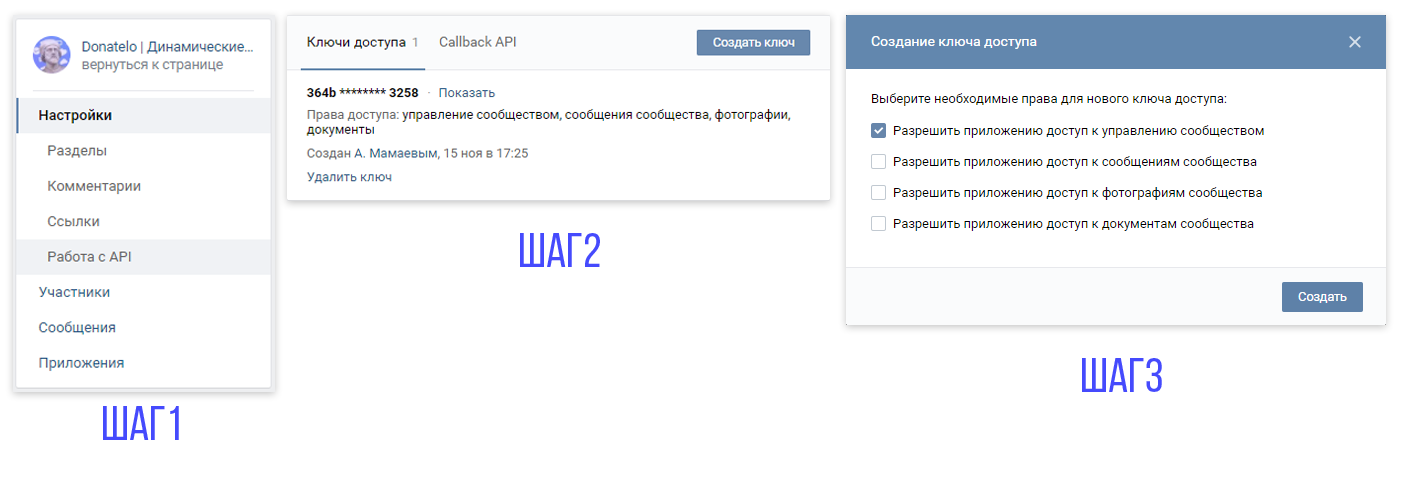 Donatelo | Динамические...
вернуться к странице
Настройки
Разделы
Комментарии
Ссылки
Работа с API
Участники
Сообщения
Приложения
ШАГ1
Ключи доступа 1 Callback API Создать ключ
364b ******** 3258 · Показать
Права доступа: управление сообществом, сообщения сообщества, фотографии,
документы
Создан А. Мамаевым, 15 ноя в 17:25
Удалить ключ
ШАГ2
Создание ключа доступа
Выберите необходимые права для нового ключа доступа:
Разрешить приложению доступ к управлению сообществом
Разрешить приложению доступ к сообщениям сообщества
Разрешить приложению доступ к фотографиям сообщества
Разрешить приложению доступ к документам сообщества
Создать
ШАГ3